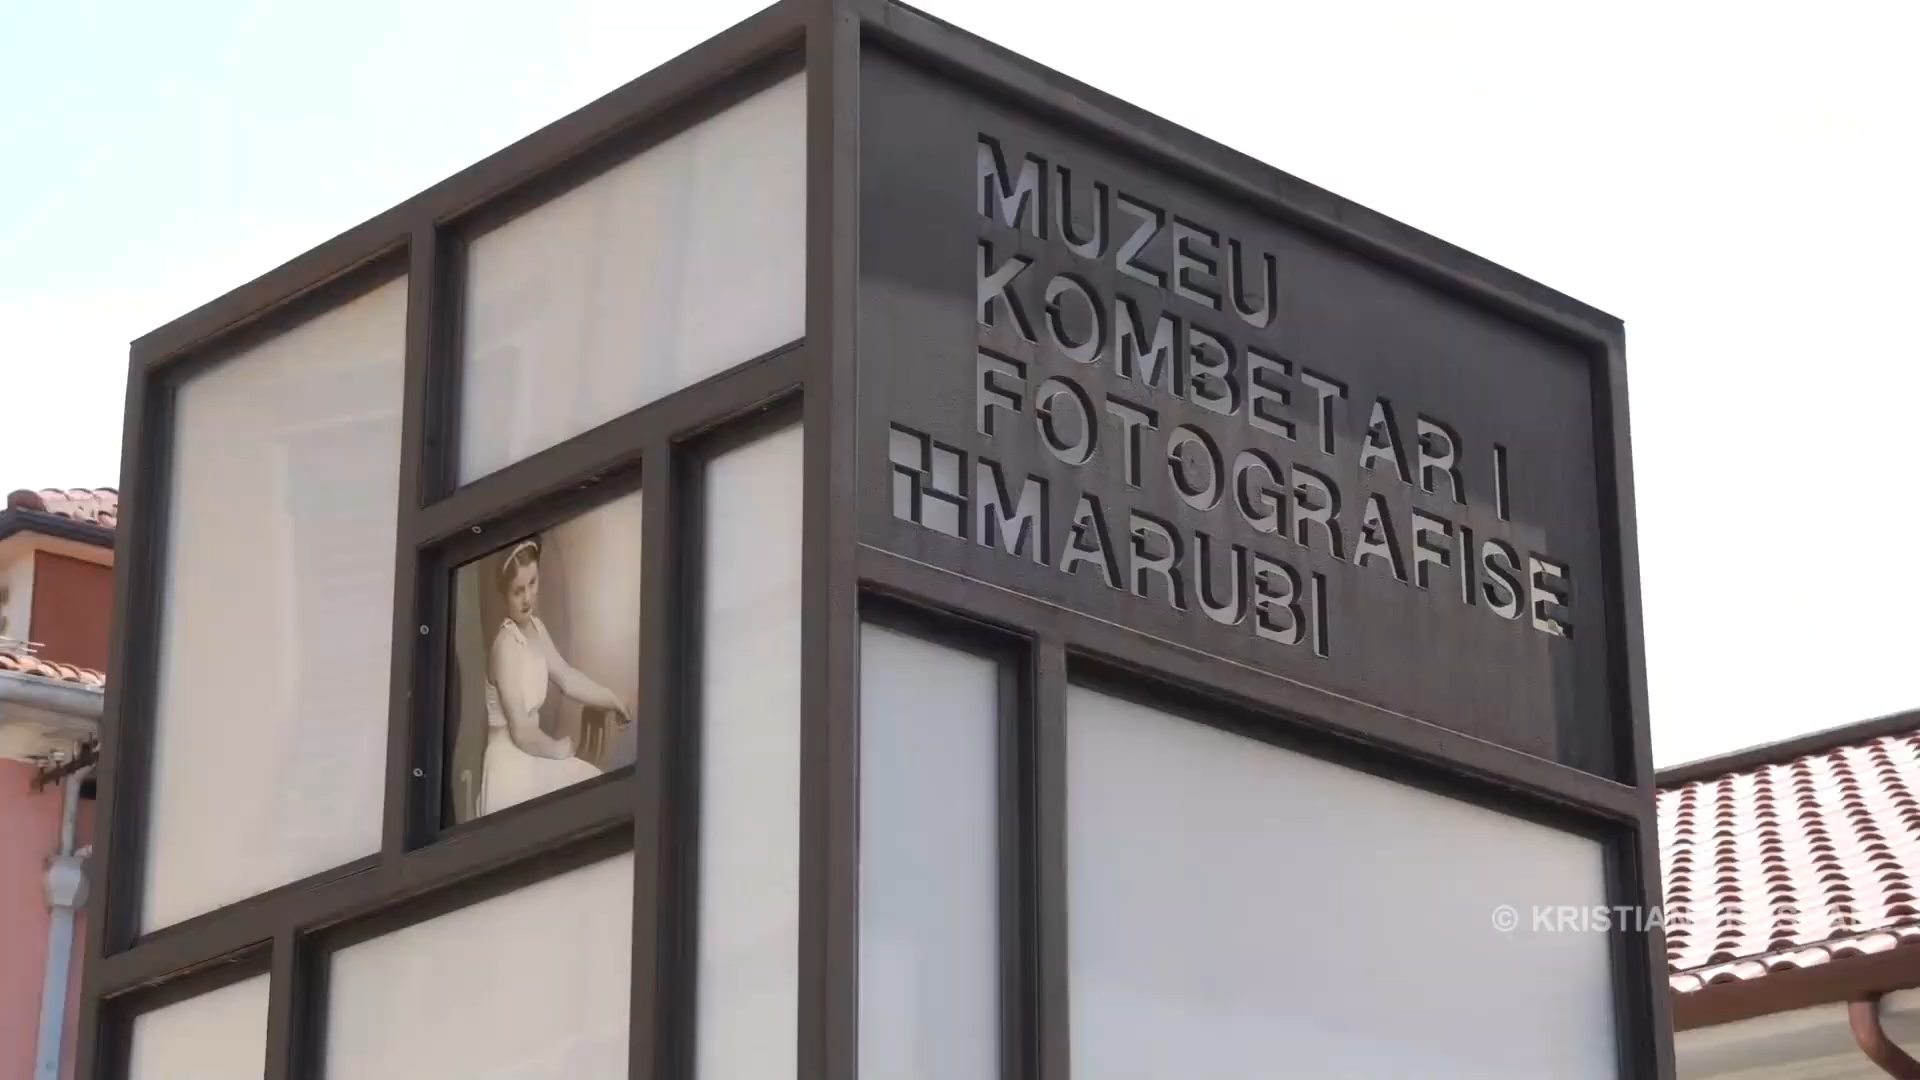 MUZEU
KOMBETAR I
FOTOGRAFISE
MARUBI
© KRISTIAN